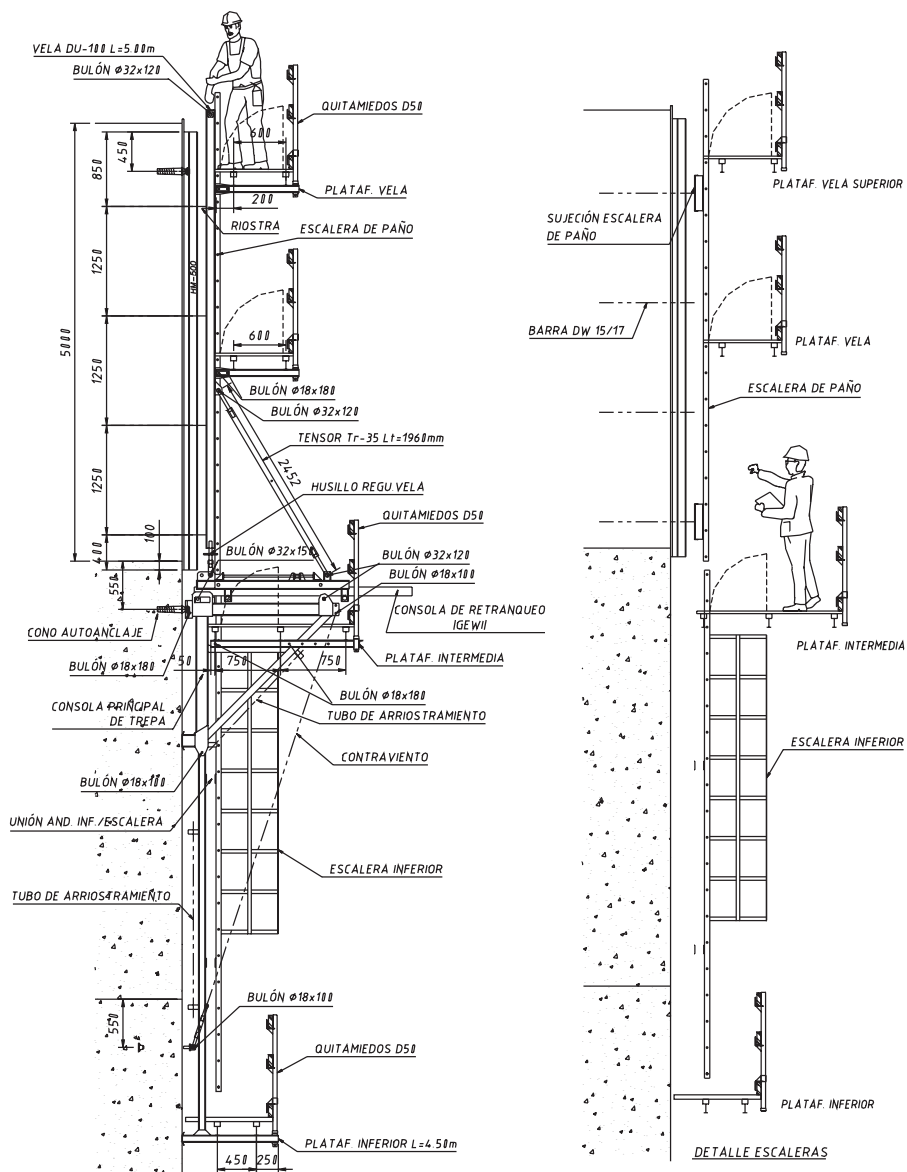 VELA DU-100 L=5.00m
BULÓN Ø32x120
QUITAMIEDOS D50
600
450
850
PLATAF. VELA
200
RIOSTRA
ESCALERA DE PAÑO
HM-500
1250
5000
600
1250
BULÓN Ø18x180
BULÓN Ø32x120
TENSOR Tr-35 Lt=1960mm
2452
1250
HUSILLO REGU.VELA
QUITAMIEDOS D50
100
400
BULÓN Ø32x150
BULÓN Ø32x120
BULÓN Ø18x100
550
CONO AUTOANCLAJE
CONSOLA DE RETRANQUEO
IGEWII
BULÓN Ø18x180
50
750
750
PLATAF. INTERMEDIA
BULÓN Ø18x180
CONSOLA PRINCIPAL
DE TREPA
TUBO DE ARRIOSTRAMIENTO
CONTRAVIENTO
BULÓN Ø18x100
UNIÓN AND. INF./ESCALERA
ESCALERA INFERIOR
TUBO DE ARRIOSTRAMIENTO
BULÓN Ø18x100
550
QUITAMIEDOS D50
PLATAF. INFERIOR L=4.50m
450
250
PLATAF. VELA SUPERIOR
SUJECIÓN ESCALERA
DE PAÑO
BARRA DW 15/17
PLATAF. VELA
ESCALERA DE PAÑO
PLATAF. INTERMEDIA
ESCALERA INFERIOR
PLATAF. INFERIOR
DETALLE ESCALERAS